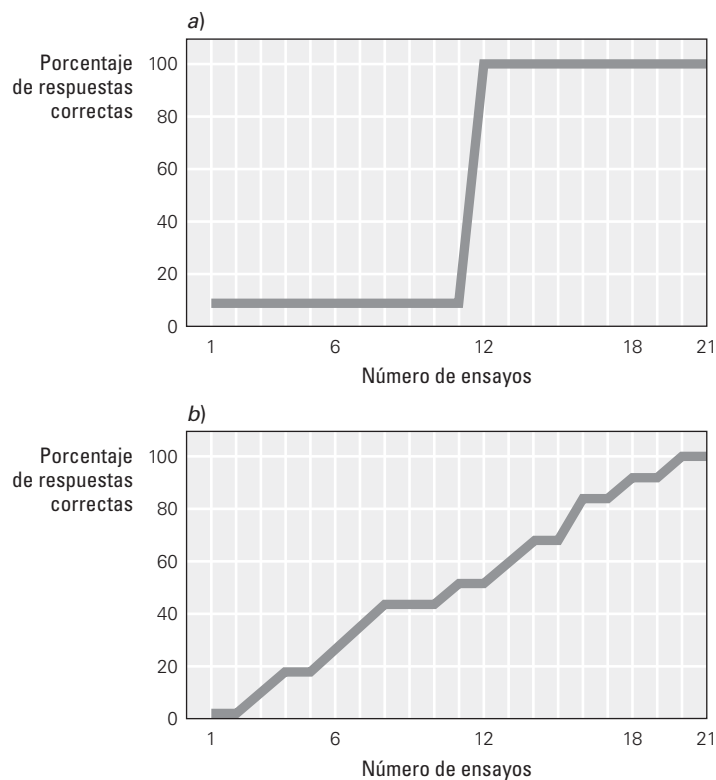 a)
Porcentaje
de respuestas
correctas
100
80
60
40
20
0
1 6 12 18 21
Número de ensayos
b)
Porcentaje
de respuestas
correctas
100
80
60
40
20
0
1 6 12 18 21
Número de ensayos